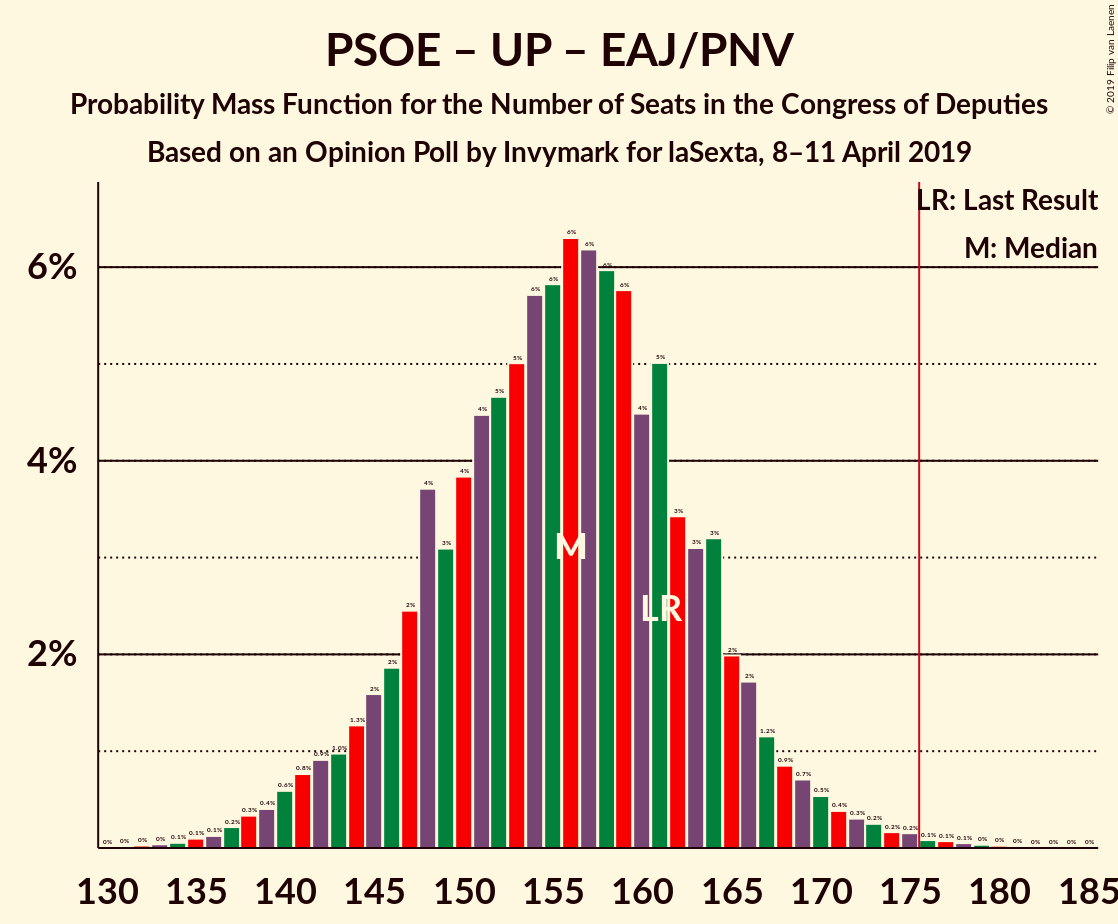 PSOE – UP – EAJ/PNV
Probability Mass Function for the Number of Seats in the Congress of Deputies
Based on an Opinion Poll by Invymark for laSexta, 8–11 April 2019
© 2019 Filip van Laenen
LR: Last Result
M: Median
6%
4%
2%
0% 0% 0% 0% 0.1% 0.1% 0.1% 0.2% 0.3% 0.4% 0.6% 0.8% 0.9% 1.0% 1.3% 2% 2% 2% 4% 3% 4% 4% 5% 5% 6% 6% 6% 6% 6% 6% 4% 5% 3% 3% 3% 2% 2% 1.2% 0.9% 0.7% 0.5% 0.4% 0.3% 0.2% 0.2% 0.2% 0.1% 0.1% 0.1% 0% 0% 0% 0% 0% 0% 0%
M
LR
130 135 140 145 150 155 160 165 170 175 180 185